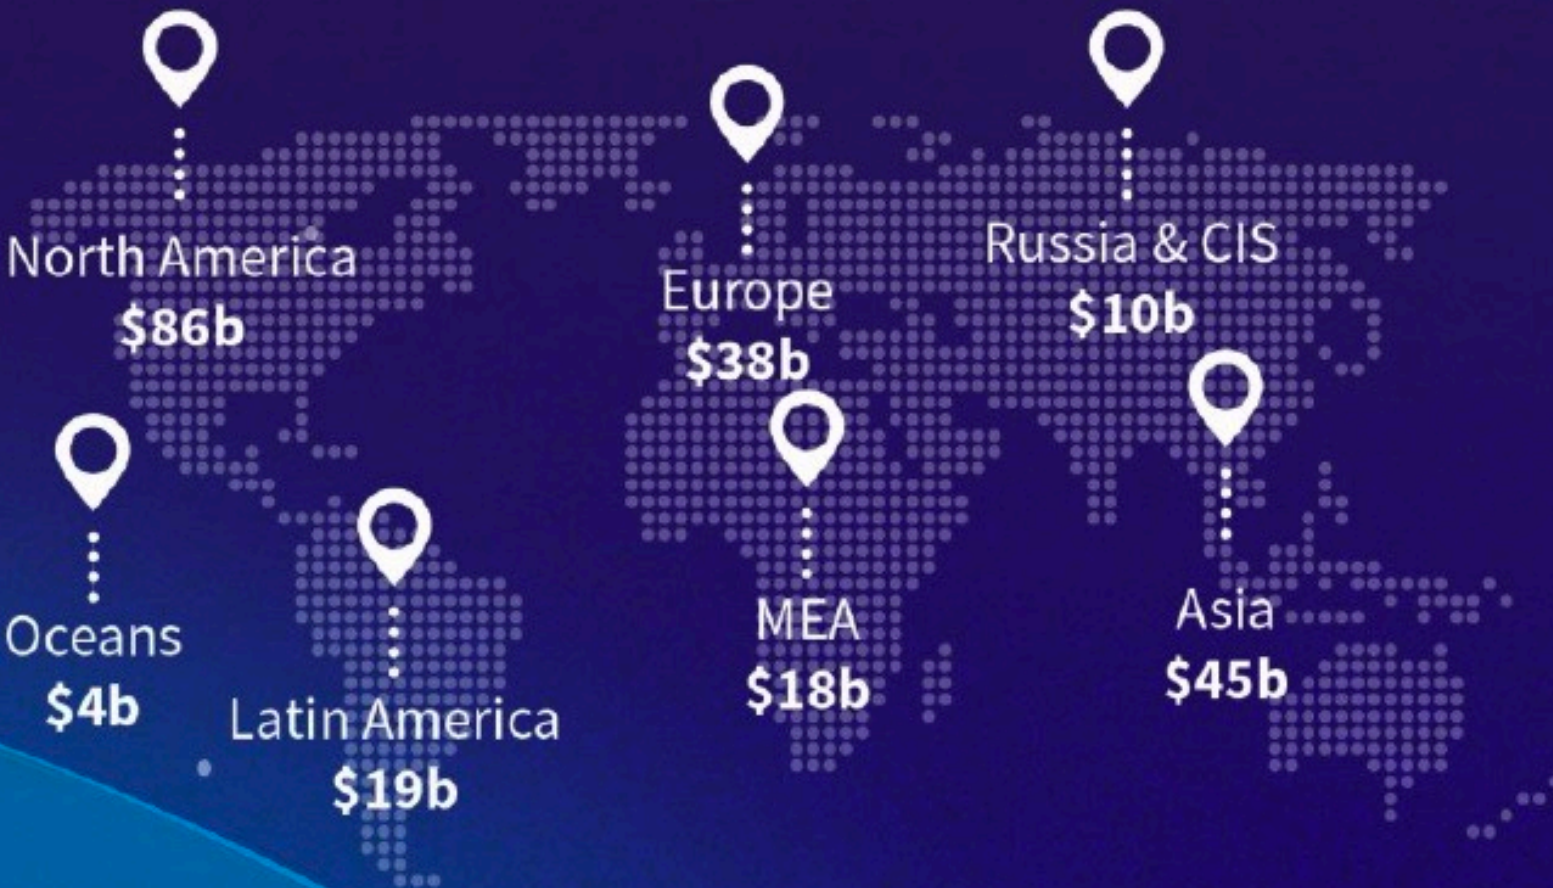 North America
$86b
Europe
$38b
Russia & CIS
$10b
Oceans
$4b
Latin America
$19b
MEA
$18b
Asia
$45b